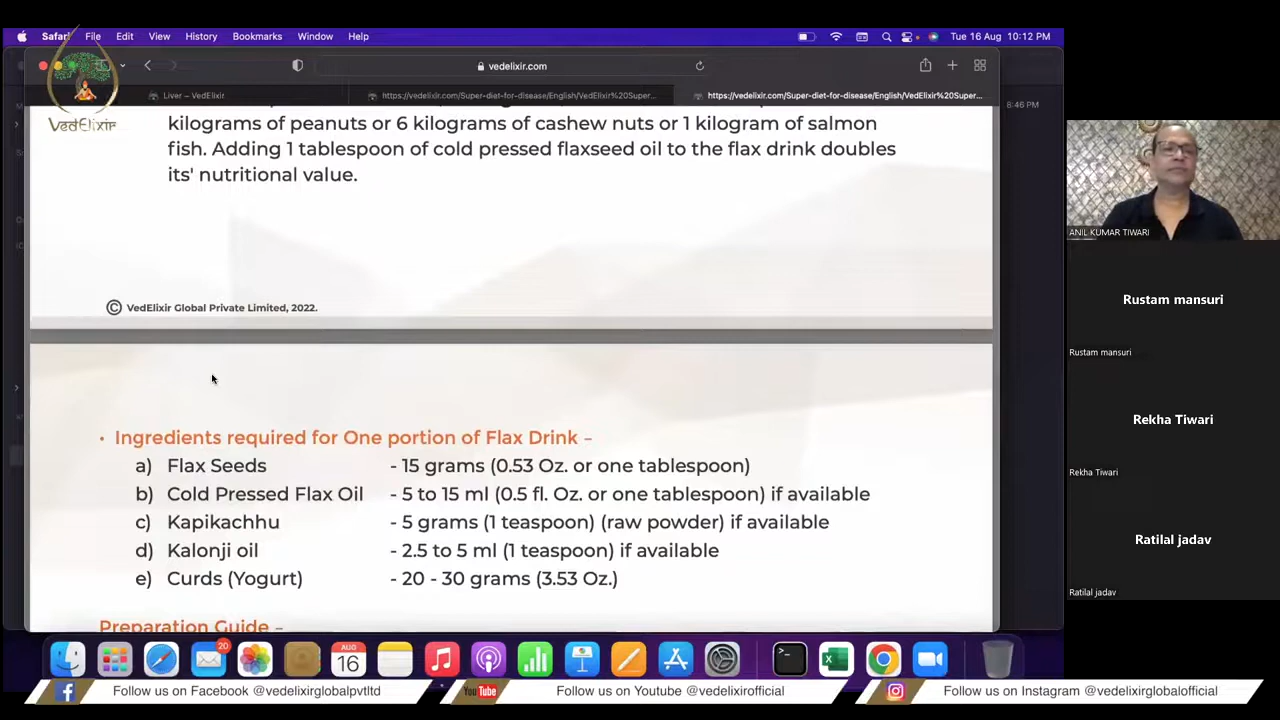 Safari File Edit View History Bookmarks Window Help Tue 16 Aug 10:12 PM
vedelixir.com
Liver – VedElixir https://vedelixir.com/Super-diet-for-disease/English/VedElixir%20Super... https://vedelixir.com/Super-diet-for-disease/English/VedElixir%20Super...
8:46 PM
VedElixir
kilograms of peanuts or 6 kilograms of cashew nuts or 1 kilogram of salmon
fish. Adding 1 tablespoon of cold pressed flaxseed oil to the flax drink doubles
its' nutritional value.
© VedElixir Global Private Limited, 2022.
• Ingredients required for One portion of Flax Drink –
a) Flax Seeds - 15 grams (0.53 Oz. or one tablespoon)
b) Cold Pressed Flax Oil - 5 to 15 ml (0.5 fl. Oz. or one tablespoon) if available
c) Kapikachhu - 5 grams (1 teaspoon) (raw powder) if available
d) Kalonji oil - 2.5 to 5 ml (1 teaspoon) if available
e) Curds (Yogurt) - 20 - 30 grams (3.53 Oz.)
Preparation Guide –
ANIL KUMAR TIWARI
Rustam mansuri
Rustam mansuri
Rekha Tiwari
Rekha Tiwari
Ratilal jadav
Ratilal jadav
20
AUG
16
Follow us on Facebook @vedelixirglobalpvtltd
You Tube
Follow us on Youtube @vedelixirofficial
Follow us on Instagram @vedelixirglobalofficial